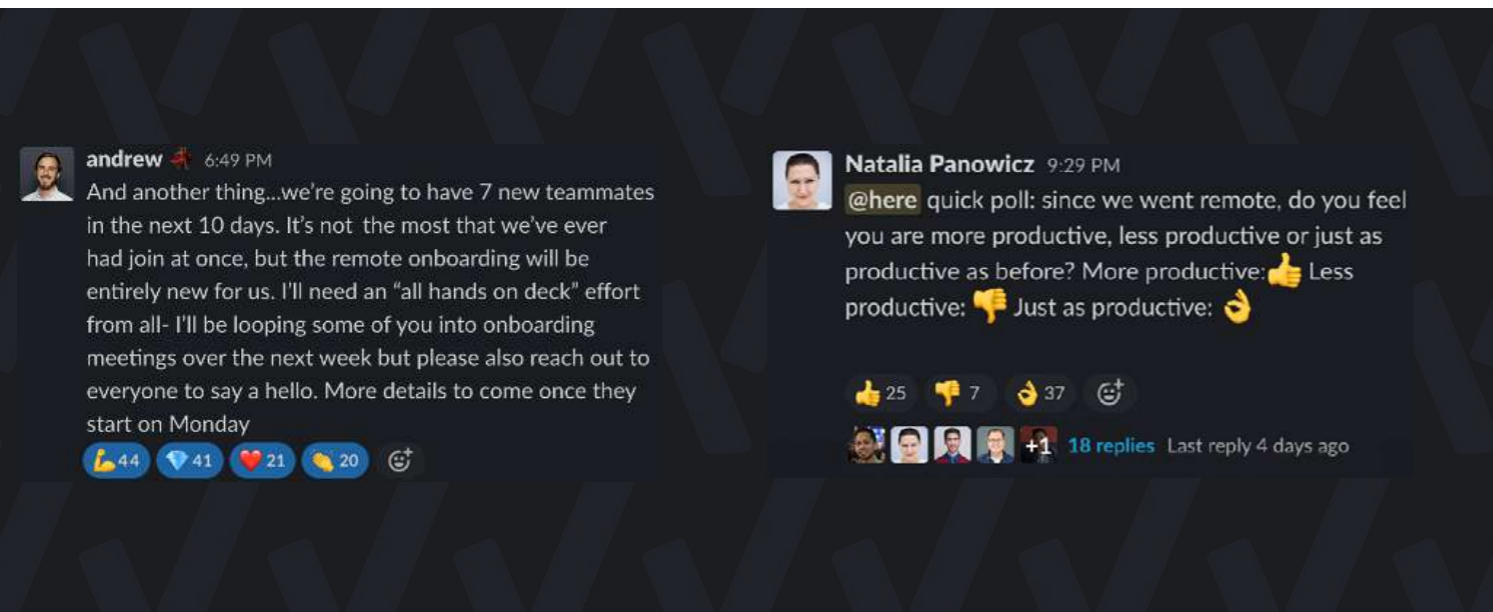 andrew 6:49 PM
And another thing...we're going to have 7 new teammates
in the next 10 days. It's not the most that we've ever
had join at once, but the remote onboarding will be
entirely new for us. I'll need an “all hands on deck” effort
from all- I'll be looping some of you into onboarding
meetings over the next week but please also reach out to
everyone to say a hello. More details to come once they
start on Monday
💪 44 💎 41 ❤️ 21 👏 20
Natalia Panowicz 9:29 PM
@here quick poll: since we went remote, do you feel
you are more productive, less productive or just as
productive as before? More productive:👍 Less
productive: 👎 Just as productive: 👌
👍 25 👎 7 👌 37
+1 18 replies Last reply 4 days ago